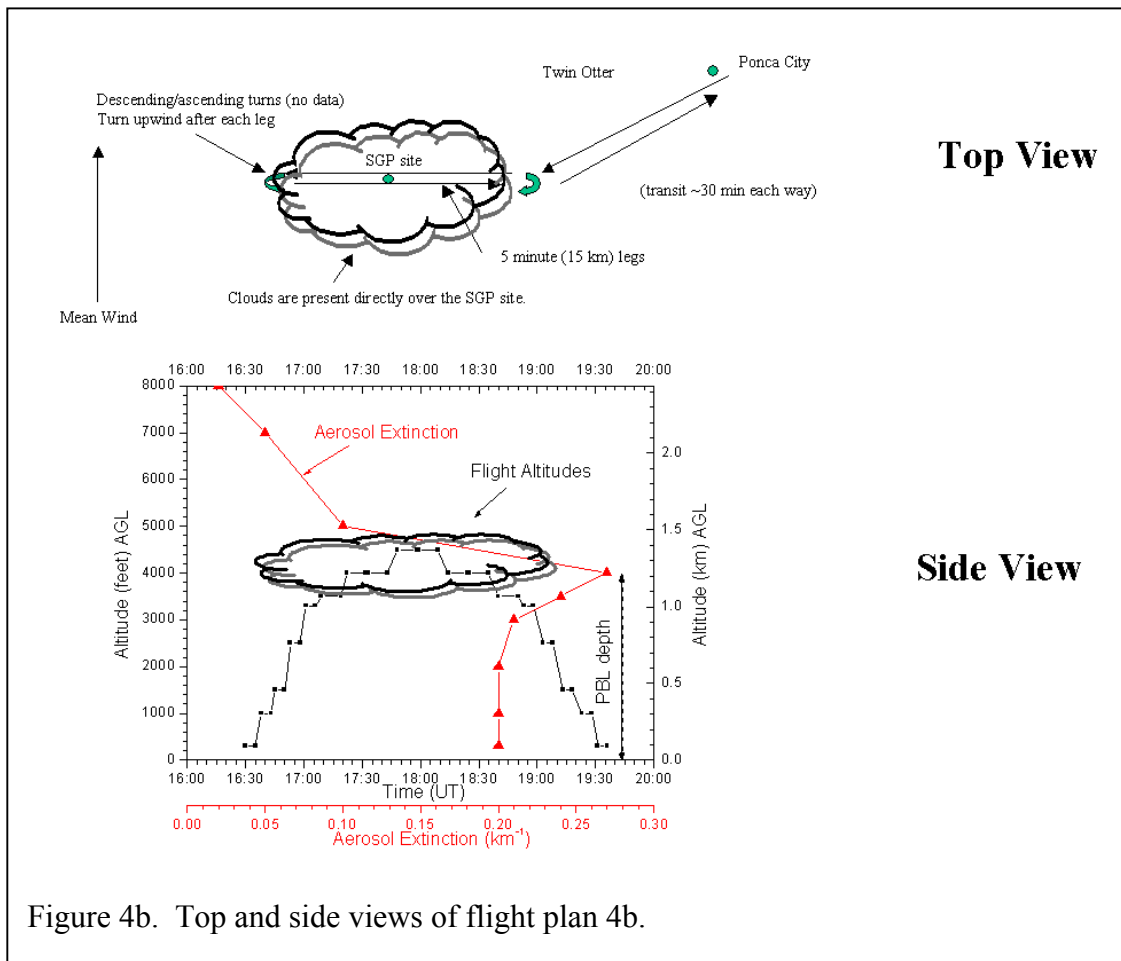 Twin Otter
Ponca City
Descending/ascending turns (no data)
Turn upwind after each leg
Top View
SGP site
(transit ~30 min each way)
5 minute (15 km) legs
Clouds are present directly over the SGP site.
Mean Wind
16:00 16:30 17:00 17:30 18:00 18:30 19:00 19:30 20:00
8000
7000
6000
5000
4000
3000
2000
1000
0
Altitude (feet) AGL
Aerosol Extinction
Flight Altitudes
PBL depth
2.0
1.5
1.0
0.5
0.0
Altitude (km) AGL
Side View
16:00 16:30 17:00 17:30 18:00 18:30 19:00 19:30 20:00
Time (UT)
0.00 0.05 0.10 0.15 0.20 0.25 0.30
Aerosol Extinction (km⁻¹)
Figure 4b. Top and side views of flight plan 4b.